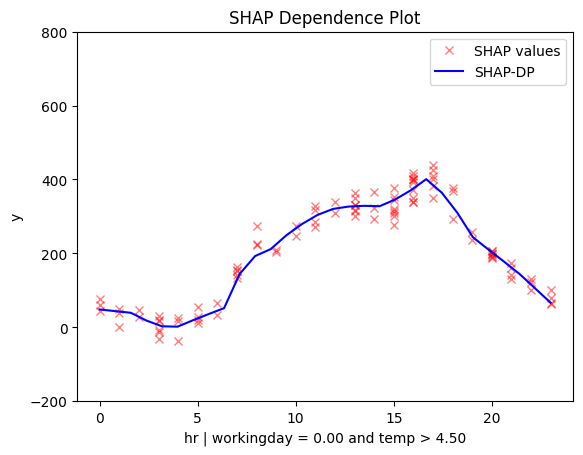 SHAP Dependence Plot
SHAP values
SHAP-DP
800
600
400
200
0
−200
y
0 5 10 15 20
hr | workingday = 0.00 and temp > 4.50